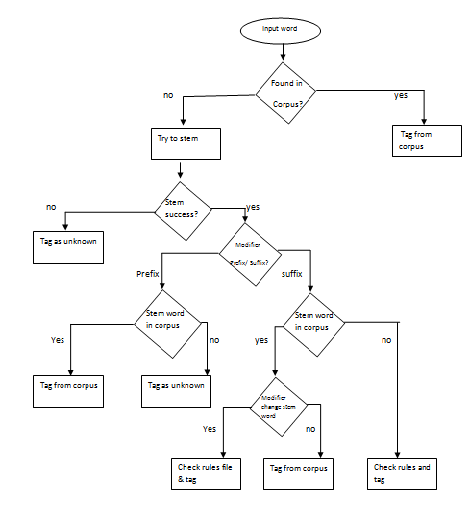 Input word
Found in
Corpus?
no
yes
Try to stem
Tag from
corpus
Stem
success?
no
yes
Tag as unknown
Modifier
Prefix/ Suffix?
Prefix
suffix
Stem word
in corpus
Stem word
in corpus
Yes
no
yes
no
Tag from corpus
Tag as unknown
Modifier
change stem
word
Yes
no
Check rules file
& tag
Tag from corpus
Check rules and
tag